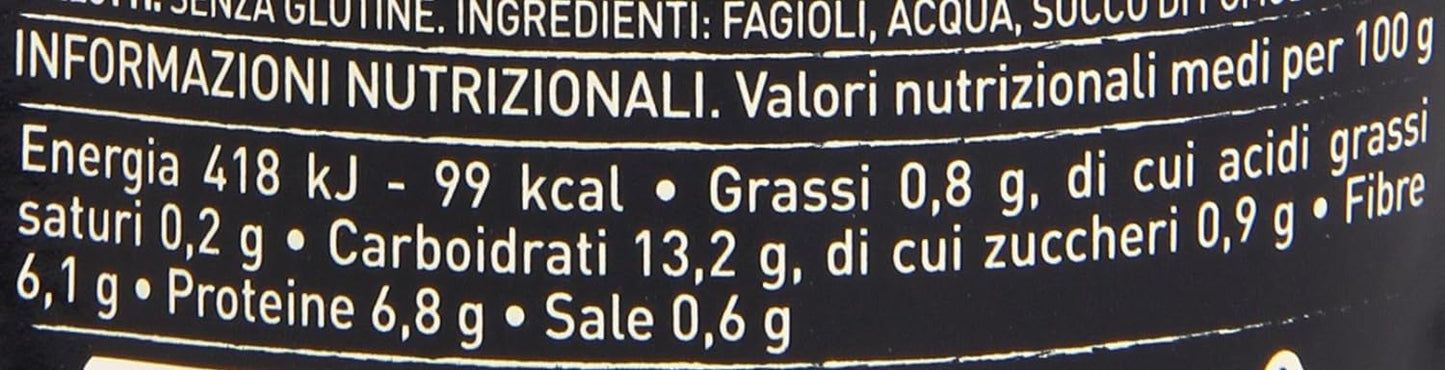 SENZA GLUTINE. INGREDIENTI: FAGIOLI, ACQUA, SUCCO DI
INFORMAZIONI NUTRIZIONALI. Valori nutrizionali medi per 100 g
Energia 418 kJ - 99 kcal • Grassi 0,8 g, di cui acidi grassi
saturi 0,2 g • Carboidrati 13,2 g, di cui zuccheri 0,9 g • Fibre
6,1 g • Proteine 6,8 g • Sale 0,6 g